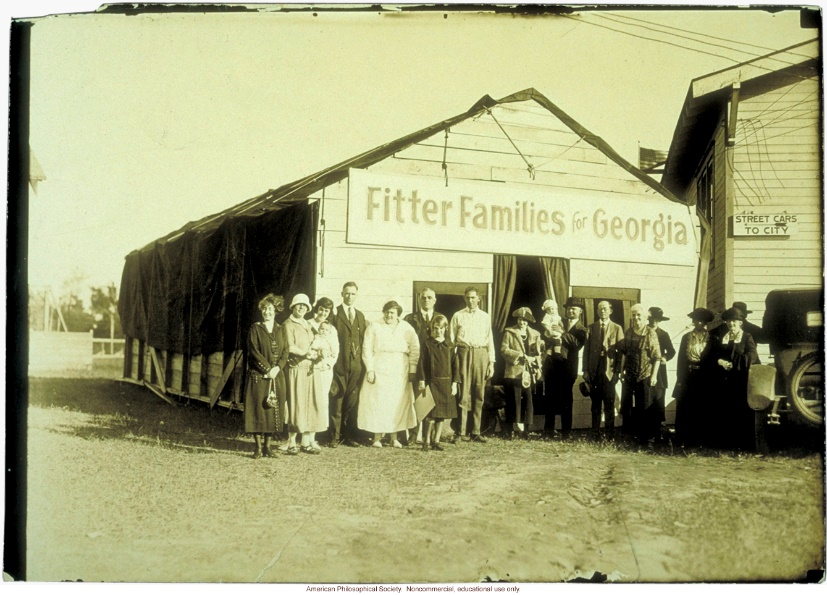 Fitter Families for Georgia
STREET CARS
TO CITY
American Philosophical Society. Noncommercial, educational use only.